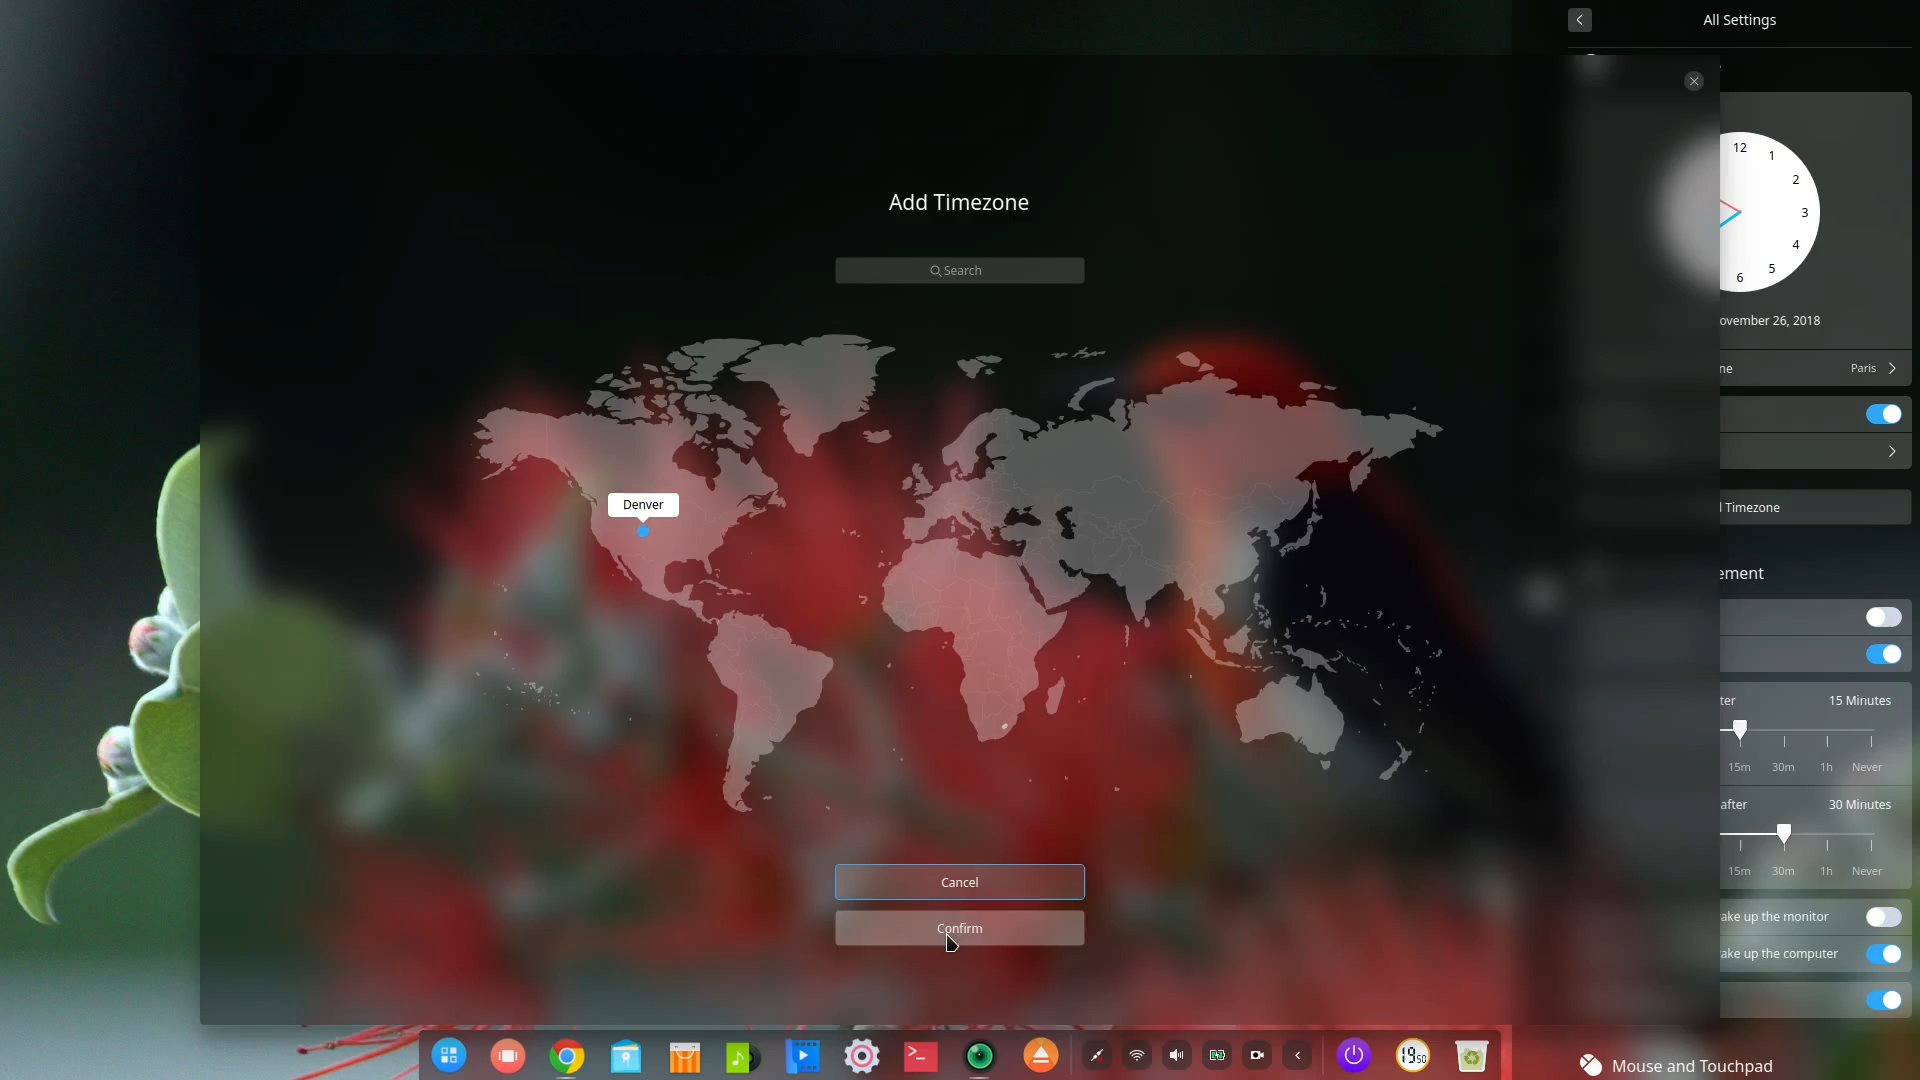 All Settings
Add Timezone
Search
12
1
2
3
4
5
6
ovember 26, 2018
ne
Paris
Denver
l Timezone
ement
ter
15 Minutes
15m
30m
1h
Never
after
30 Minutes
15m
30m
1h
Never
Cancel
Confirm
ake up the monitor
ake up the computer
19 50
Mouse and Touchpad